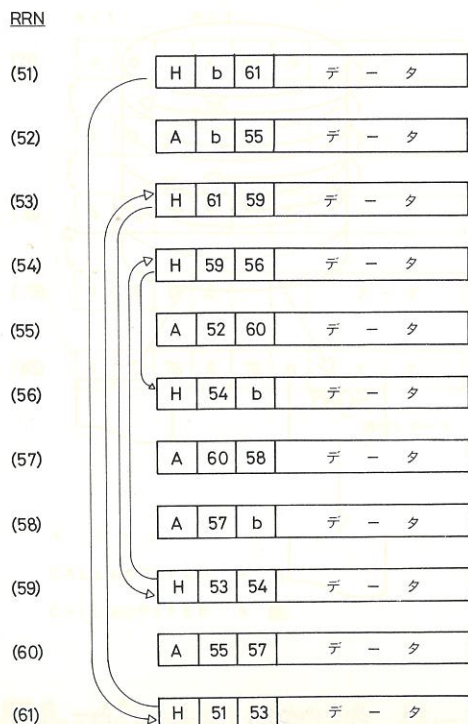 RRN
(51) H b 61 データ
(52) A b 55 データ
(53) H 61 59 データ
(54) H 59 56 データ
(55) A 52 60 データ
(56) H 54 b データ
(57) A 60 58 データ
(58) A 57 b データ
(59) H 53 54 データ
(60) A 55 57 データ
(61) H 51 53 データ